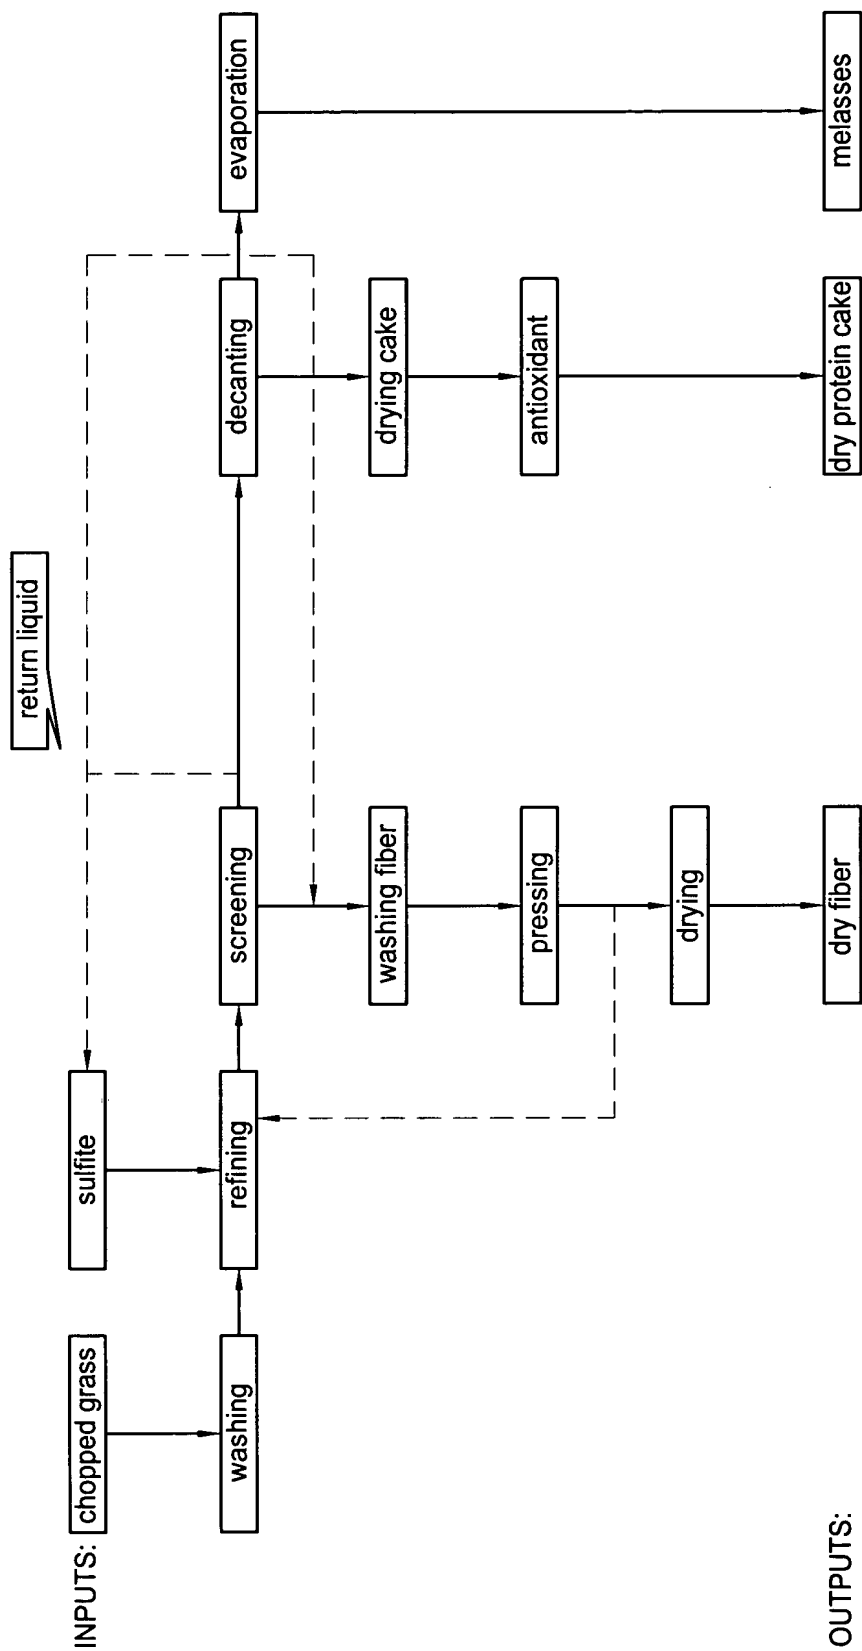 INPUTS:
chopped grass
sulfite
return liquid
washing
refining
screening
decanting
evaporation
washing fiber
drying cake
pressing
antioxidant
drying
OUTPUTS:
dry fiber
dry protein cake
melasses